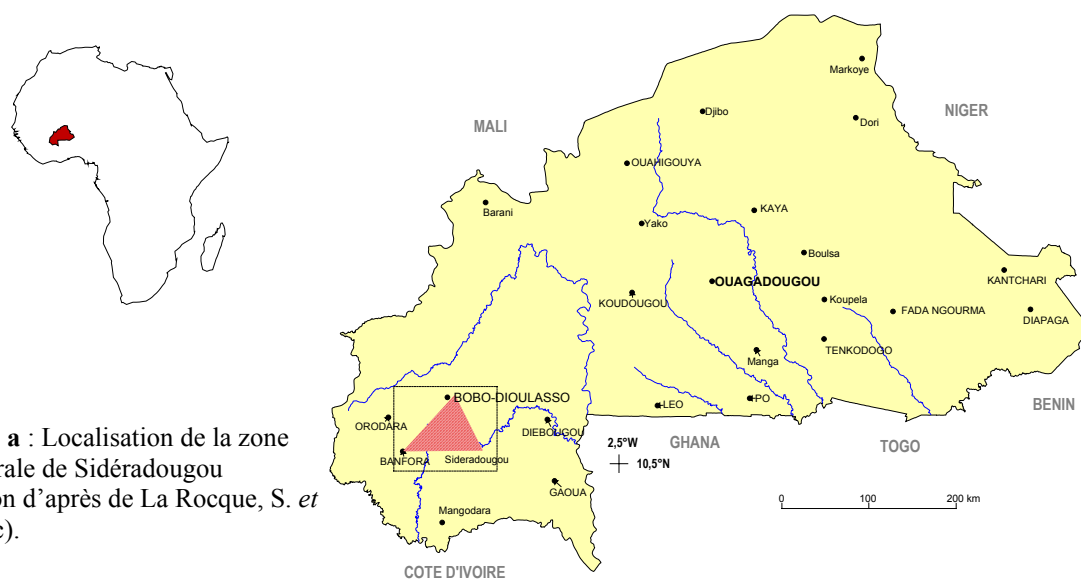 Markoye
NIGER
Djibo
Dori
MALI
OUAHIGOUYA
Barani
KAYA
Yako
Boulsa
OUAGADOUGOU
KANTCHARI
KOUDOUGOU
Koupela
FADA NGOURMA
DIAPAGA
TENKODOGO
Manga
BOBO-DIOULASSO
LEO
PO
BENIN
ORODARA
DIEBOUGOU
GHANA
TOGO
BANFORA
Sideradougou
2,5°W
10,5°N
GAOUA
0 100 200 km
Mangodara
COTE D'IVOIRE
a : Localisation de la zone
rale de Sidéradougou
on d'après de La Rocque, S. et
c).